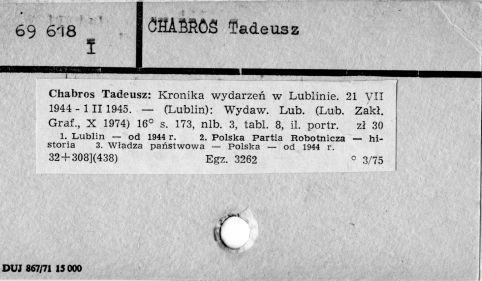 69 618
I
CHABROS Tadeusz
Chabros Tadeusz: Kronika wydarzeń w Lublinie. 21 VII
1944 - 1 II 1945. — (Lublin): Wydaw. Lub. (Lub. Zakł.
Graf., X 1974) 16° s. 173, nlb. 3, tabl. 8, il. portr. zł 30
1. Lublin — od 1944 r. 2. Polska Partia Robotnicza — hi-
storia 3. Władza państwowa — Polska — od 1944 r.
32+308](438) Egz. 3262 ° 3/75
DUJ 867/71 15 000